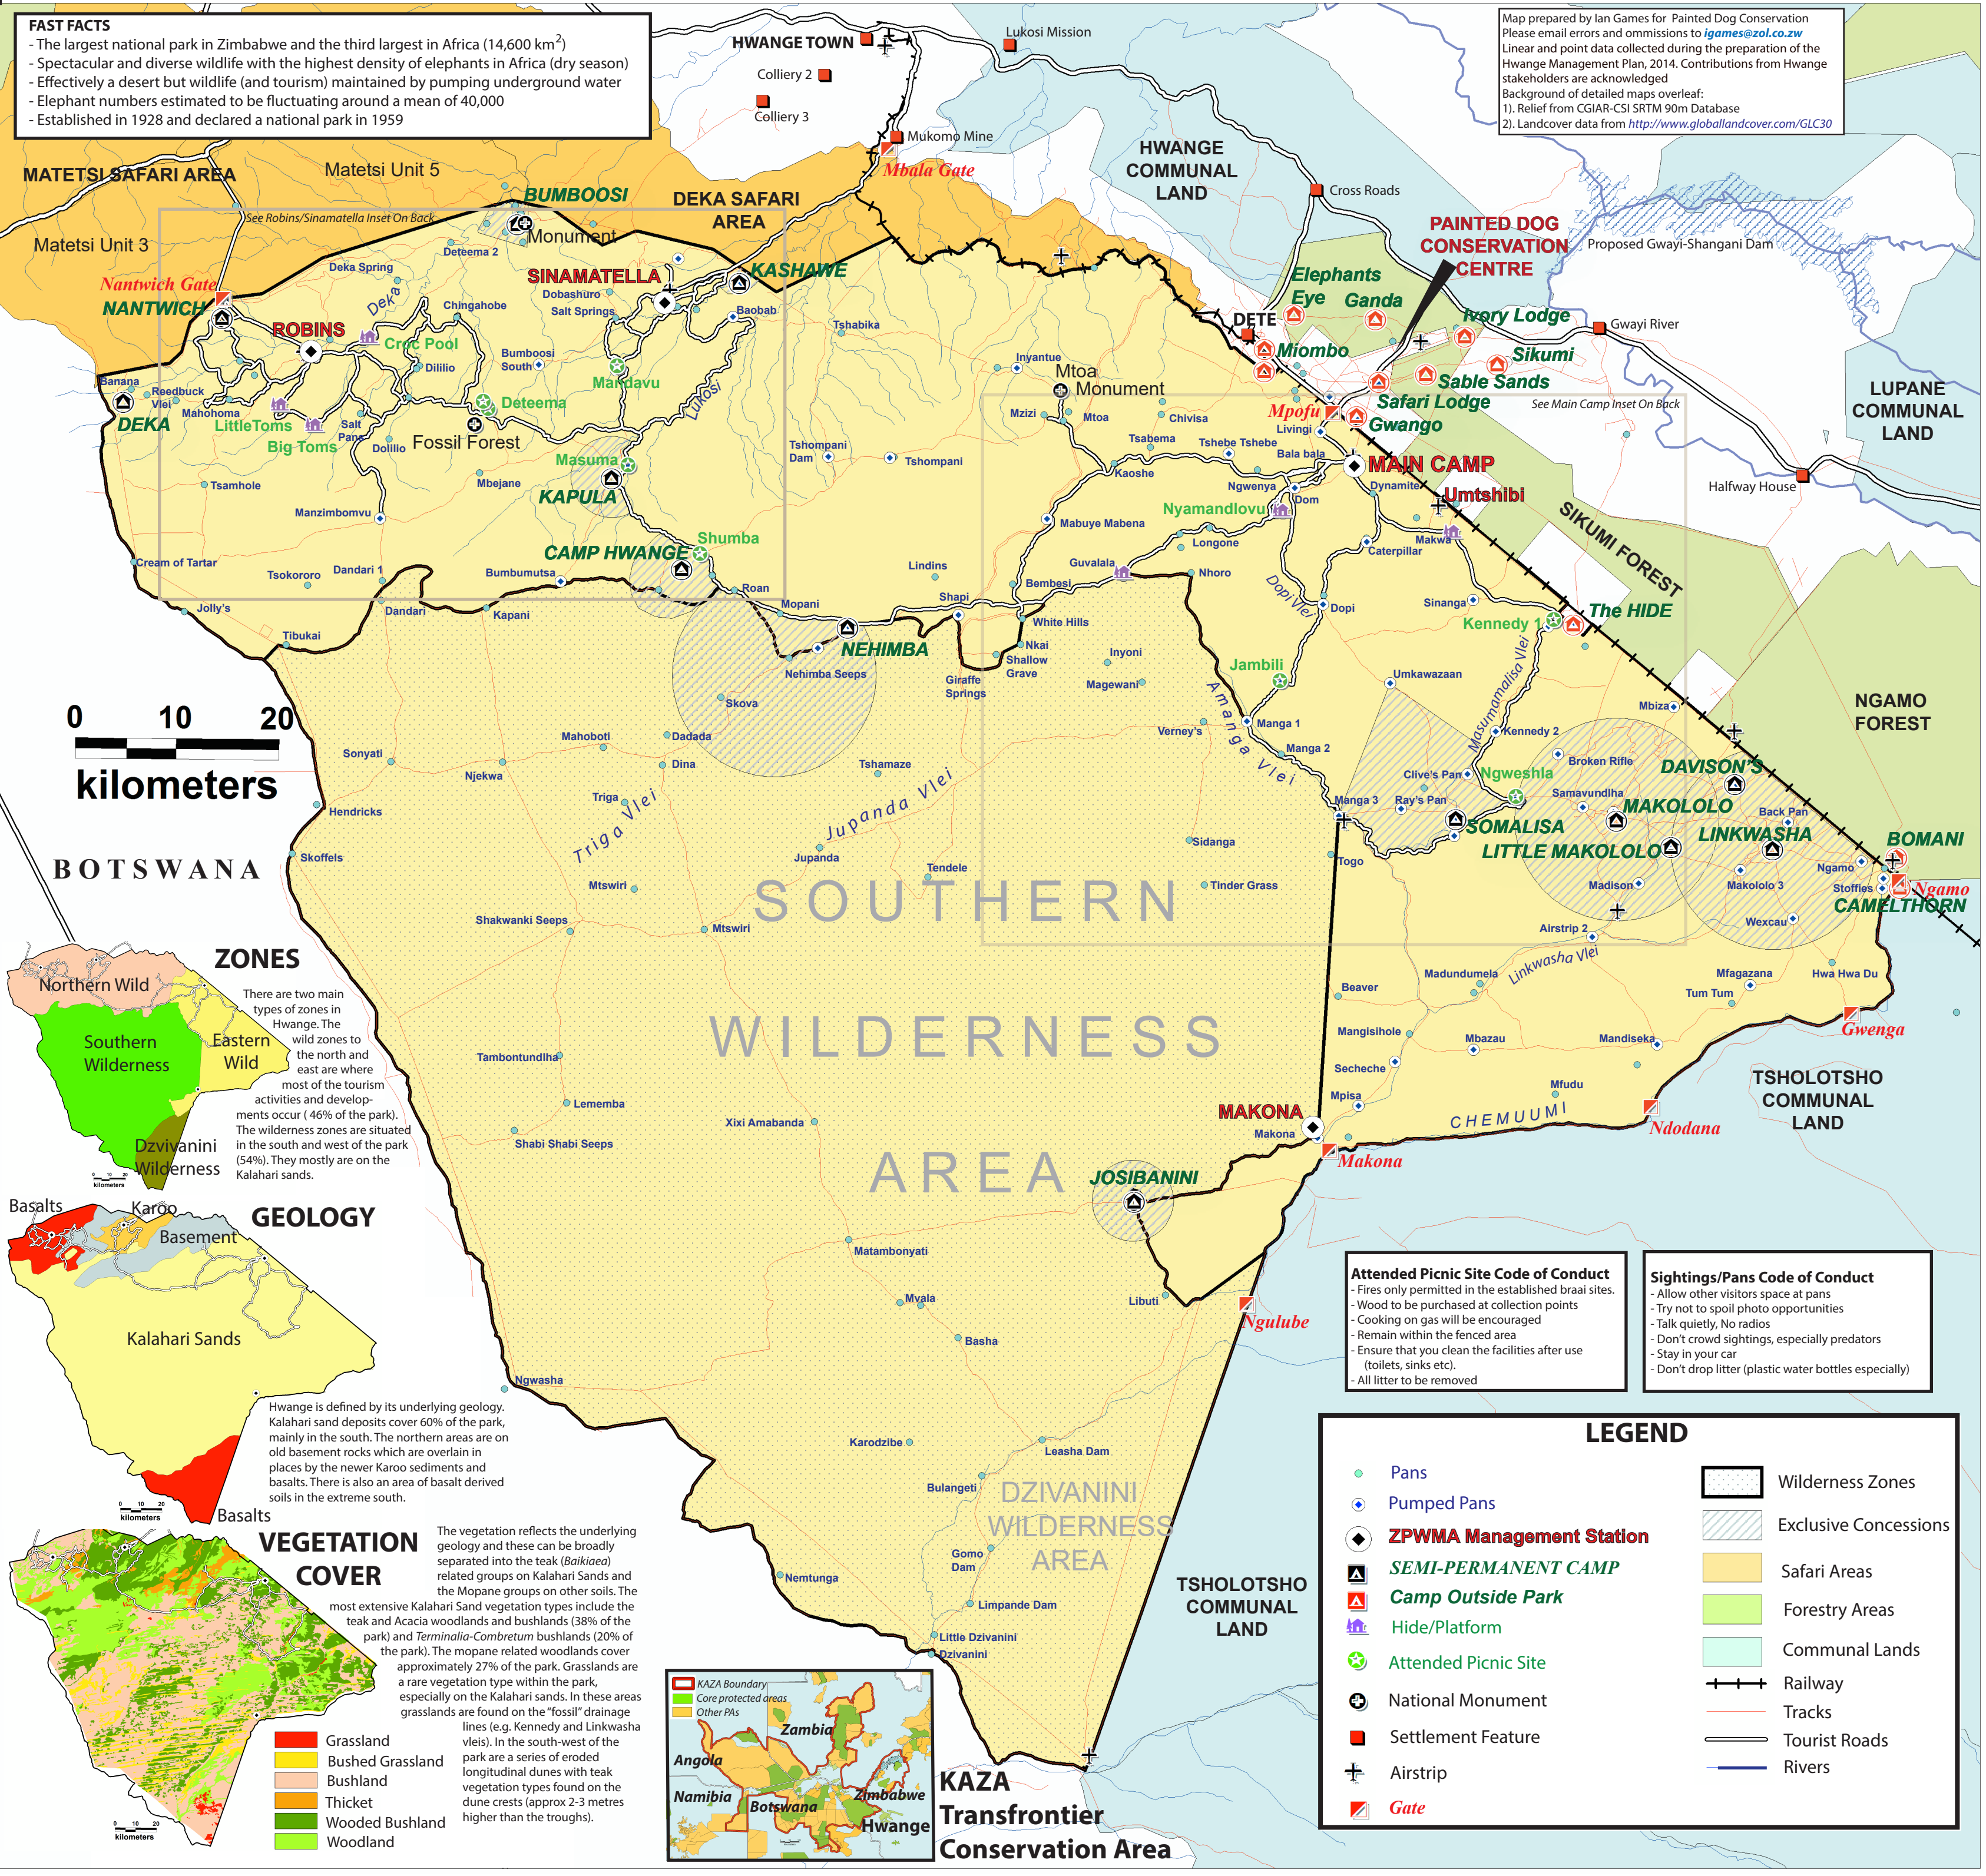 FAST FACTS
- The largest national park in Zimbabwe and the third largest in Africa (14,600 km2)
- Spectacular and diverse wildlife with the highest density of elephants in Africa (dry season)
- Effectively a desert but wildlife (and tourism) maintained by pumping underground water
- Elephant numbers estimated to be fluctuating around a mean of 40,000
- Established in 1928 and declared a national park in 1959
Map prepared by Ian Games for Painted Dog Conservation
Please email errors and ommissions to igames@zol.co.zw
Linear and point data collected during the preparation of the
Hwange Management Plan, 2014. Contributions from Hwange
stakeholders are acknowledged
Background of detailed maps overleaf:
1). Relief from CGIAR-CSI SRTM 90m Database
2). Landcover data from http://www.globallandcover.com/GLC30
HWANGE TOWN
Lukosi Mission
Colliery 2
Colliery 3
Mukomo Mine
Mbala Gate
HWANGE
COMMUNAL
LAND
Cross Roads
MATETSI SAFARI AREA
Matetsi Unit 5
Matetsi Unit 3
DEKA SAFARI
AREA
BUMBOOSI
Monument
See Robins/Sinamatella Inset On Back
PAINTED DOG
CONSERVATION
CENTRE
Proposed Gwayi-Shangani Dam
Deteema 2
Deka Spring
SINAMATELLA
KASHAWE
Nantwich Gate
NANTWICH
Deka
Chingahobe
Dobashuro
Salt Springs
Baobab
Tshabika
ROBINS
Croc Pool
Elephants
Eye
Ganda
Ivory Lodge
Gwayi River
DETE
Miombo
Sikumi
Sable Sands
Safari Lodge
Gwango
See Main Camp Inset On Back
LUPANE
COMMUNAL
LAND
Banana
Reedbuck
Vlei
DEKA
Mahohoma
LittleToms
Big Toms
Salt
Pans
Dililio
Dolilio
Bumboosi
South
Mandavu
Deteema
Fossil Forest
Lukosi
Inyantue
Mtoa
Monument
Mzizi
Mtoa
Chivisa
Mpofu
Livingi
Tsabema
Tshebe Tshebe
Bala bala
MAIN CAMP
Halfway House
Masuma
KAPULA
Mbejane
Tshompani
Dam
Tshompani
Kaoshe
Ngwenya
Dom
Dynamite
Umtshibi
Tsamhole
Manzimbomvu
Nyamandlovu
Mabuye Mabena
Longone
Caterpillar
Makwa
SIKUMI FOREST
Cream of Tartar
Tsokororo
Dandari 1
Bumbumutsa
CAMP HWANGE
Shumba
Roan
Lindins
Guvalala
Bembesi
Nhoro
Dopi Vlei
Dopi
Sinanga
Kennedy 1
The HIDE
Jolly's
Dandari
Kapani
Mopani
Shapi
White Hills
Tibukai
NEHIMBA
Nehimba Seeps
Giraffe
Springs
Nkai
Shallow
Grave
Inyoni
Magewani
Jambili
Umkawazaan
Masumamalisa Vlei
Mbiza
NGAMO
FOREST
0 10 20
kilometers
Skova
Mahoboti
Dadada
Dina
Sonyati
Njekwa
Triga
Triga Vlei
Tshamaze
Jupanda Vlei
Jupanda
Verney's
Amanga Vlei
Manga 1
Manga 2
Manga 3
Kennedy 2
Broken Rifle
Clive's Pan
Ngweshla
Ray's Pan
Samavundlha
DAVISON'S
MAKOLOLO
Back Pan
SOMALISA
LITTLE MAKOLOLO
LINKWASHA
BOMANI
Hendricks
Skoffels
BOTSWANA
Mtswiri
Tendele
Sidanga
Togo
Tinder Grass
Madison
Makololo 3
Ngamo
Stoffies
Ngamo
CAMELTHORN
Wexcau
Shakwanki Seeps
Mtswiri
SOUTHERN
WILDERNESS
AREA
Airstrip 2
Linkwasha Vlei
Madundumela
Mfagazana
Hwa Hwa Du
Tum Tum
Beaver
Gwenga
Mangisihole
Mbazau
Mandiseka
Tambontundlha
Secheche
Mfudu
Mpisa
TSHOLOTSHO
COMMUNAL
LAND
Lememba
Xixi Amabanda
MAKONA
Makona
CHEMUUMI
Ndodana
Shabi Shabi Seeps
Makona
JOSIBANINI
Matambonyati
Mvala
Basha
Libuti
Ngulube
Ngwasha
Karodzibe
Leasha Dam
Bulangeti
DZIVANINI
WILDERNESS
AREA
Gomo
Dam
Nemtunga
Limpande Dam
Little Dzivanini
Dzivanini
TSHOLOTSHO
COMMUNAL
LAND
ZONES
Northern Wild
Southern
Wilderness
Eastern
Wild
Dzvivanini
Wilderness
0 10 20
kilometers
There are two main
types of zones in
Hwange. The
wild zones to
the north and
east are where
most of the tourism
activities and develop-
ments occur ( 46% of the park).
The wilderness zones are situated
in the south and west of the park
(54%). They mostly are on the
Kalahari sands.
GEOLOGY
Basalts
Karoo
Basement
Kalahari Sands
Basalts
0 10 20
kilometers
Hwange is defined by its underlying geology.
Kalahari sand deposits cover 60% of the park,
mainly in the south. The northern areas are on
old basement rocks which are overlain in
places by the newer Karoo sediments and
basalts. There is also an area of basalt derived
soils in the extreme south.
VEGETATION
COVER
The vegetation reflects the underlying
geology and these can be broadly
separated into the teak (Baikiaea)
related groups on Kalahari Sands and
the Mopane groups on other soils. The
most extensive Kalahari Sand vegetation types include the
teak and Acacia woodlands and bushlands (38% of the
park) and Terminalia-Combretum bushlands (20% of
the park). The mopane related woodlands cover
approximately 27% of the park. Grasslands are
a rare vegetation type within the park,
especially on the Kalahari sands. In these areas
grasslands are found on the "fossil" drainage
lines (e.g. Kennedy and Linkwasha
vleis). In the south-west of the
park are a series of eroded
longitudinal dunes with teak
vegetation types found on the
dune crests (approx 2-3 metres
higher than the troughs).
Grassland
Bushed Grassland
Bushland
Thicket
Wooded Bushland
Woodland
0 10 20
kilometers
KAZA Boundary
Core protected areas
Other PAs
Zambia
Angola
Namibia
Botswana
Zimbabwe
Hwange
KAZA
Transfrontier
Conservation Area
Attended Picnic Site Code of Conduct
- Fires only permitted in the established braai sites.
- Wood to be purchased at collection points
- Cooking on gas will be encouraged
- Remain within the fenced area
- Ensure that you clean the facilities after use
(toilets, sinks etc).
- All litter to be removed
Sightings/Pans Code of Conduct
- Allow other visitors space at pans
- Try not to spoil photo opportunities
- Talk quietly, No radios
- Don't crowd sightings, especially predators
- Stay in your car
- Don't drop litter (plastic water bottles especially)
LEGEND
Pans
Pumped Pans
ZPWMA Management Station
SEMI-PERMANENT CAMP
Camp Outside Park
Hide/Platform
Attended Picnic Site
National Monument
Settlement Feature
Airstrip
Gate
Wilderness Zones
Exclusive Concessions
Safari Areas
Forestry Areas
Communal Lands
Railway
Tracks
Tourist Roads
Rivers